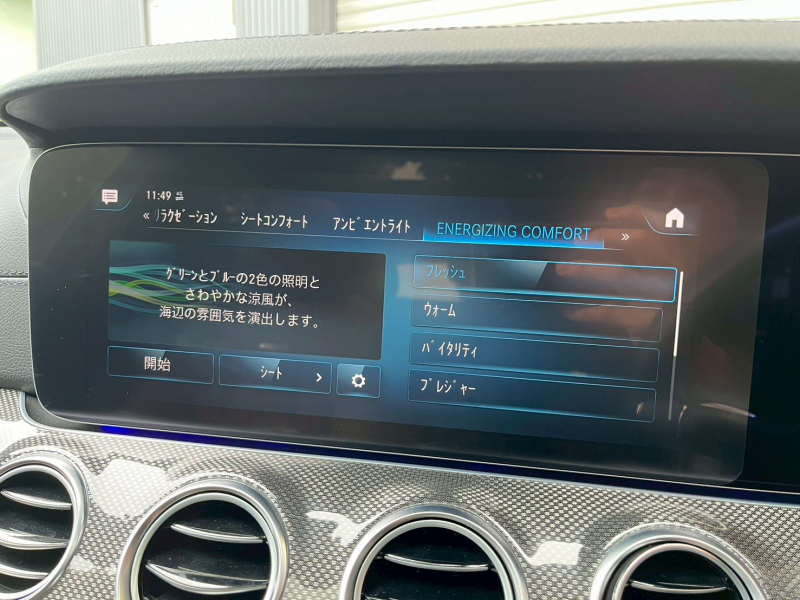 11:49 4G
« リラクゼーション シートコンフォート アンビエントライト ENERGIZING COMFORT »
グリーンとブルーの2色の照明と
さわやかな涼風が、
海辺の雰囲気を演出します。
フレッシュ
ウォーム
バイタリティ
プレジャー
開始 シート >